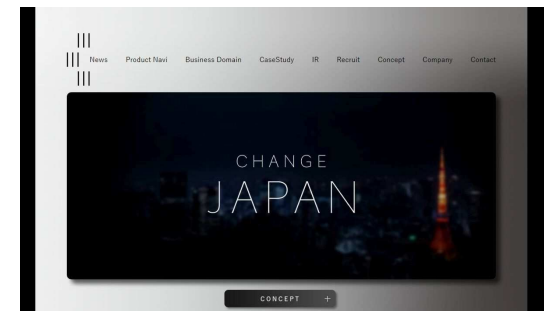 News Product Navi Business Domain CaseStudy IR Recruit Concept Company Contact
CHANGE
JAPAN
CONCEPT +